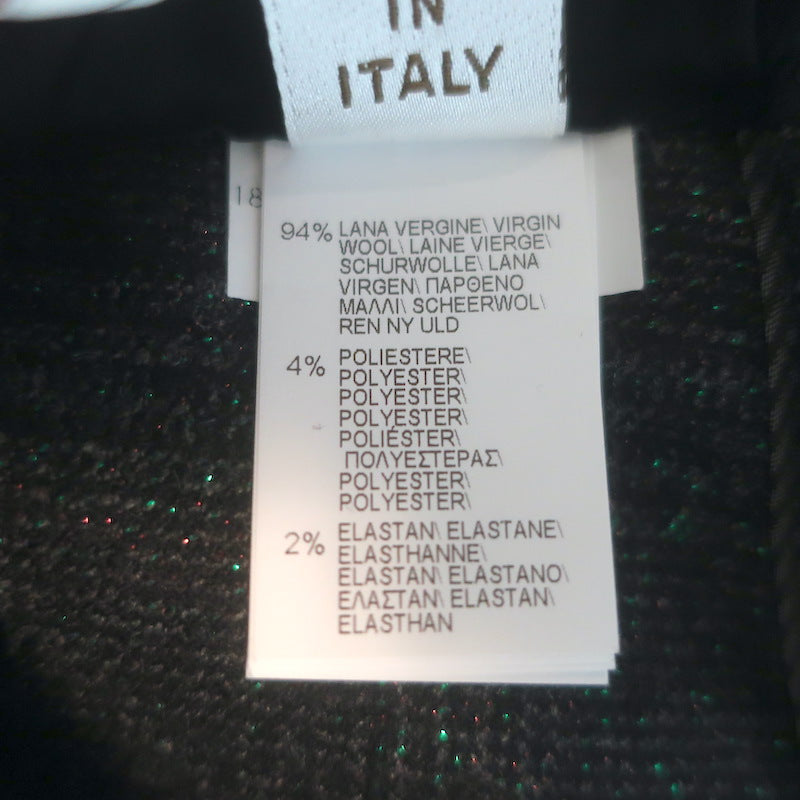 IN
ITALY
18
94% LANA VERGINE\ VIRGIN
WOOL\ LAINE VIERGE\
SCHURWOLLE\ LANA
VIRGEN\ ΠΑΡΘΕΝΟ
ΜΑΛΛΙ\ SCHEERWOL\
REN NY ULD
4% POLIESTERE\
POLYESTER\
POLYESTER\
POLYESTER\
POLIÉSTER\
ΠΟΛΥΕΣΤΕΡΑΣ\
POLYESTER\
POLYESTER\
2% ELASTAN\ ELASTANE\
ELASTHANNE\
ELASTAN\ ELASTANO\
ΕΛΑΣΤΑΝ\ ELASTAN\
ELASTHAN